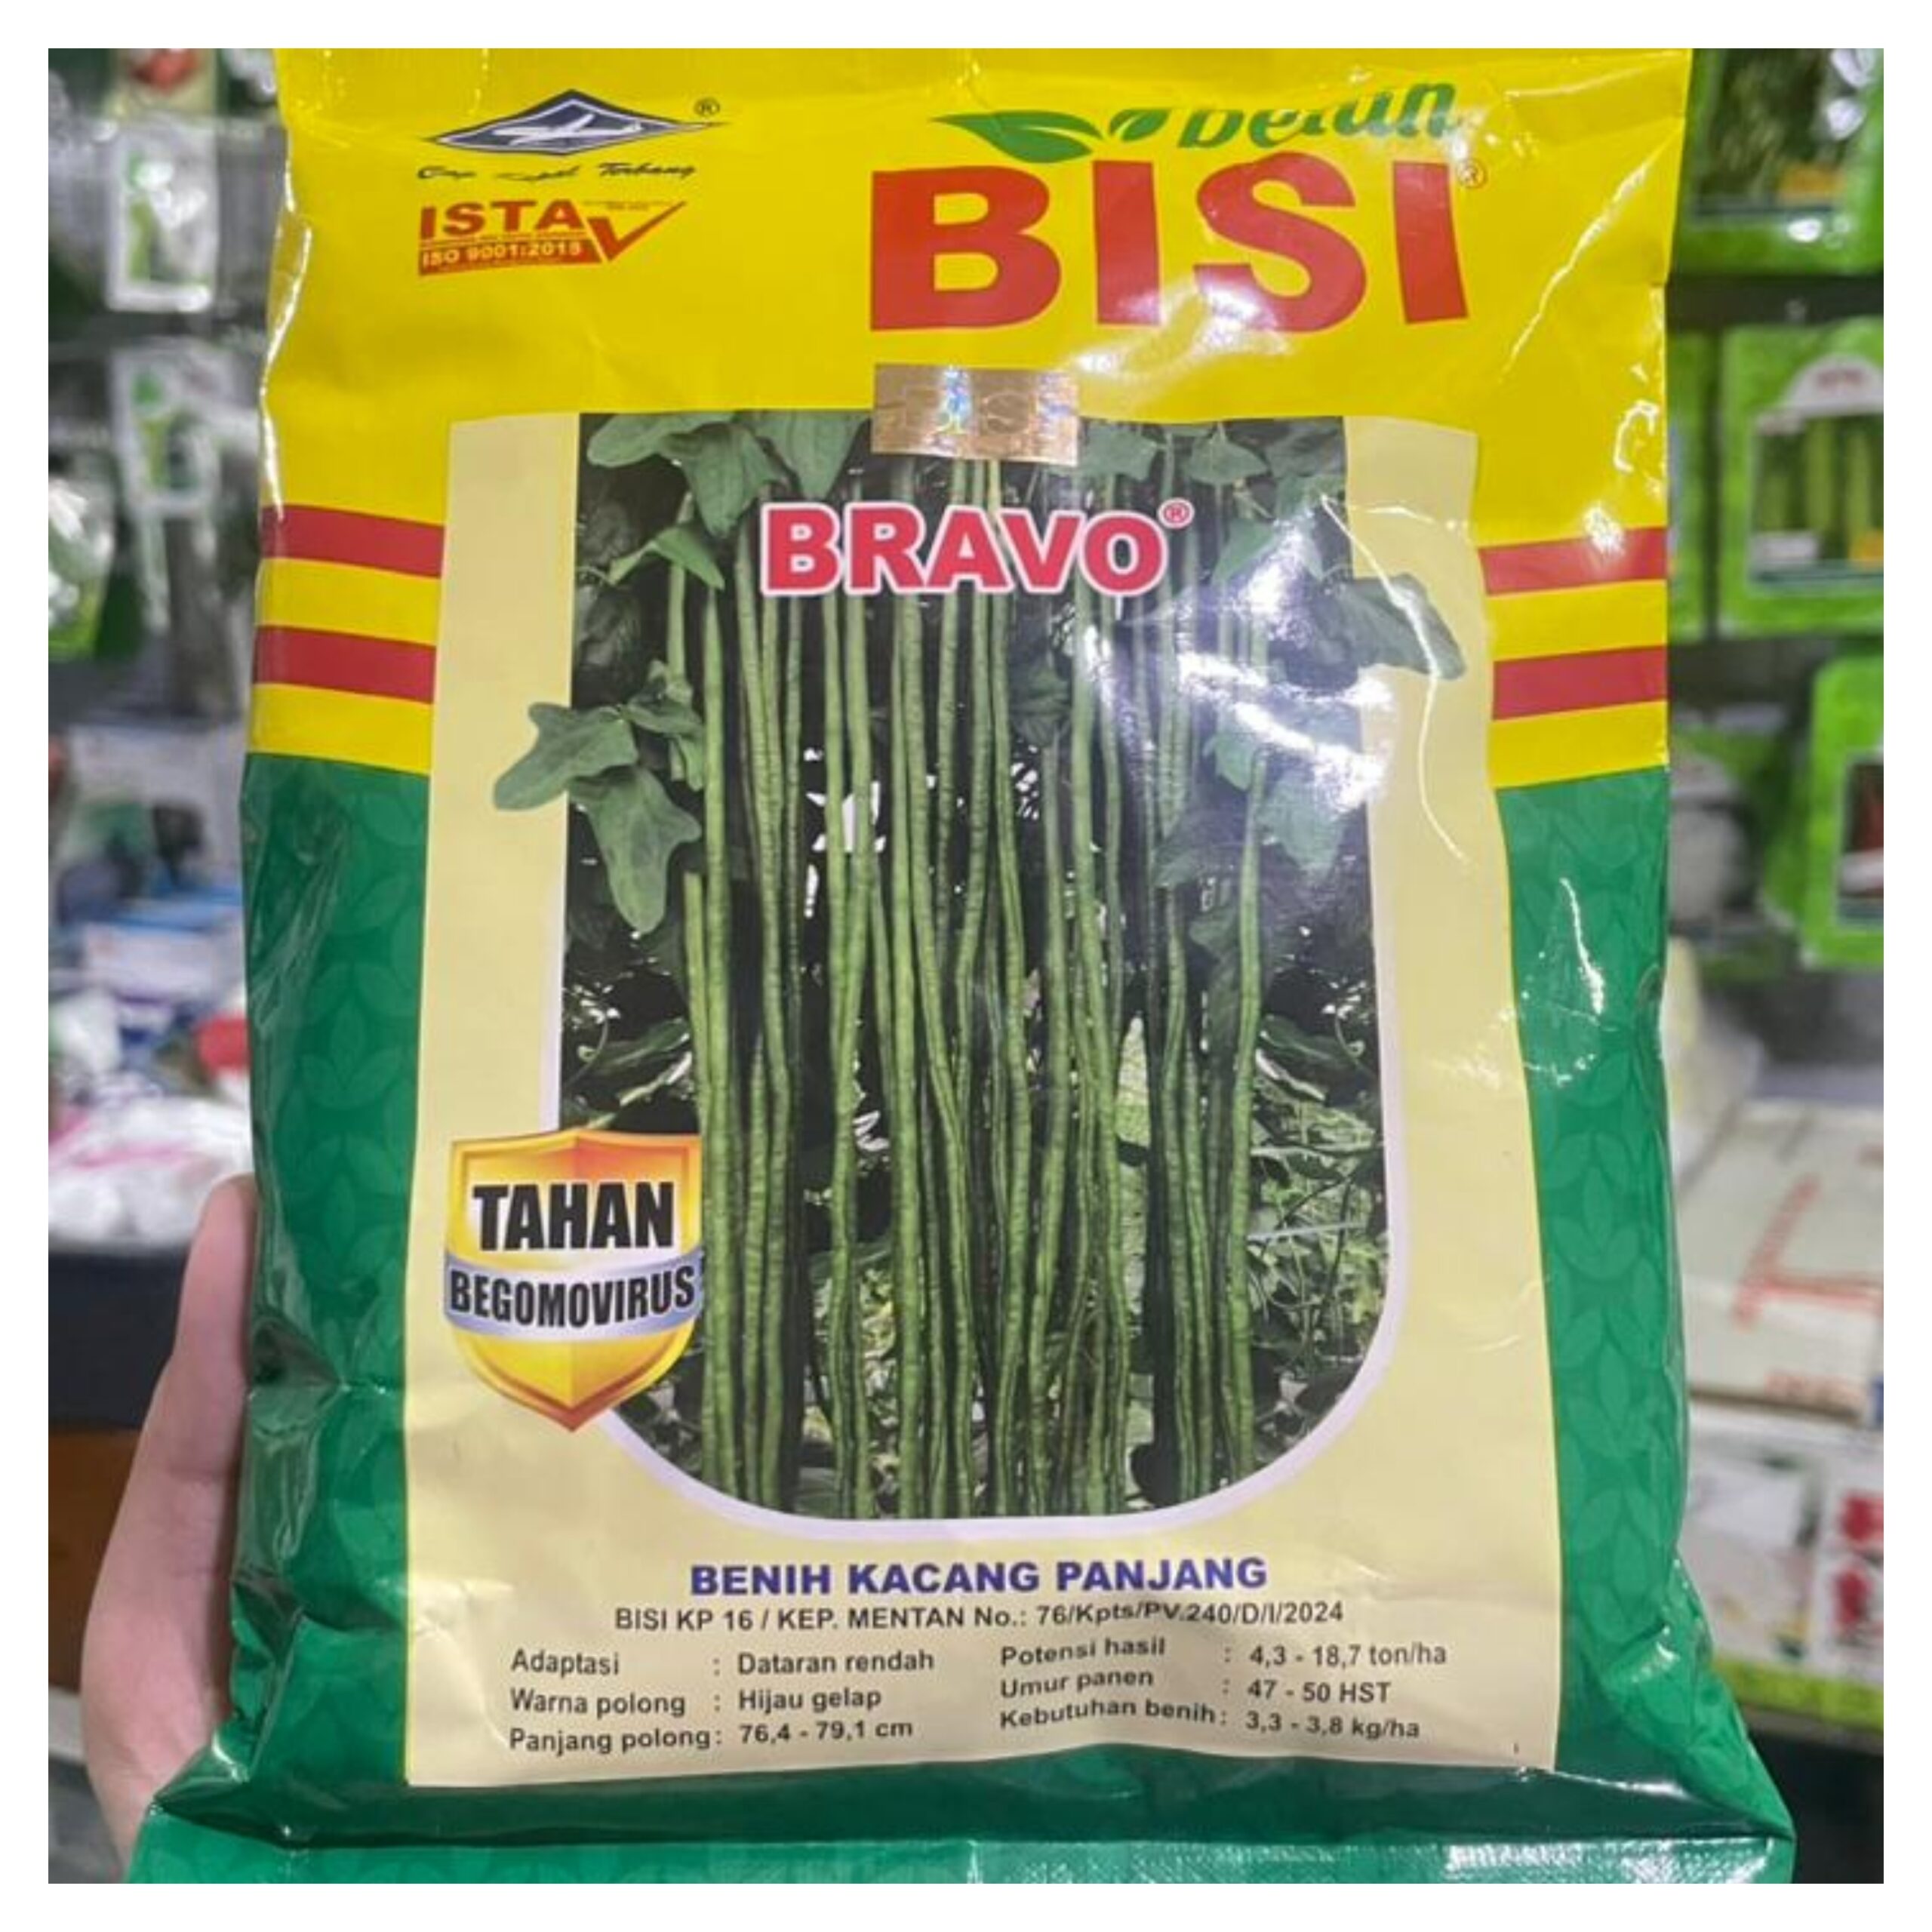 Cap Kapal Terbang
ISTA
ISO 9001:2015
BISI®
BRAVO®
TAHAN
BEGOMOVIRUS
BENIH KACANG PANJANG
BISI KP 16 / KEP. MENTAN No.: 76/Kpts/PV.240/D/I/2024
Adaptasi : Dataran rendah
Warna polong : Hijau gelap
Panjang polong : 76,4 - 79,1 cm
Potensi hasil : 4,3 - 18,7 ton/ha
Umur panen : 47 - 50 HST
Kebutuhan benih : 3,3 - 3,8 kg/ha